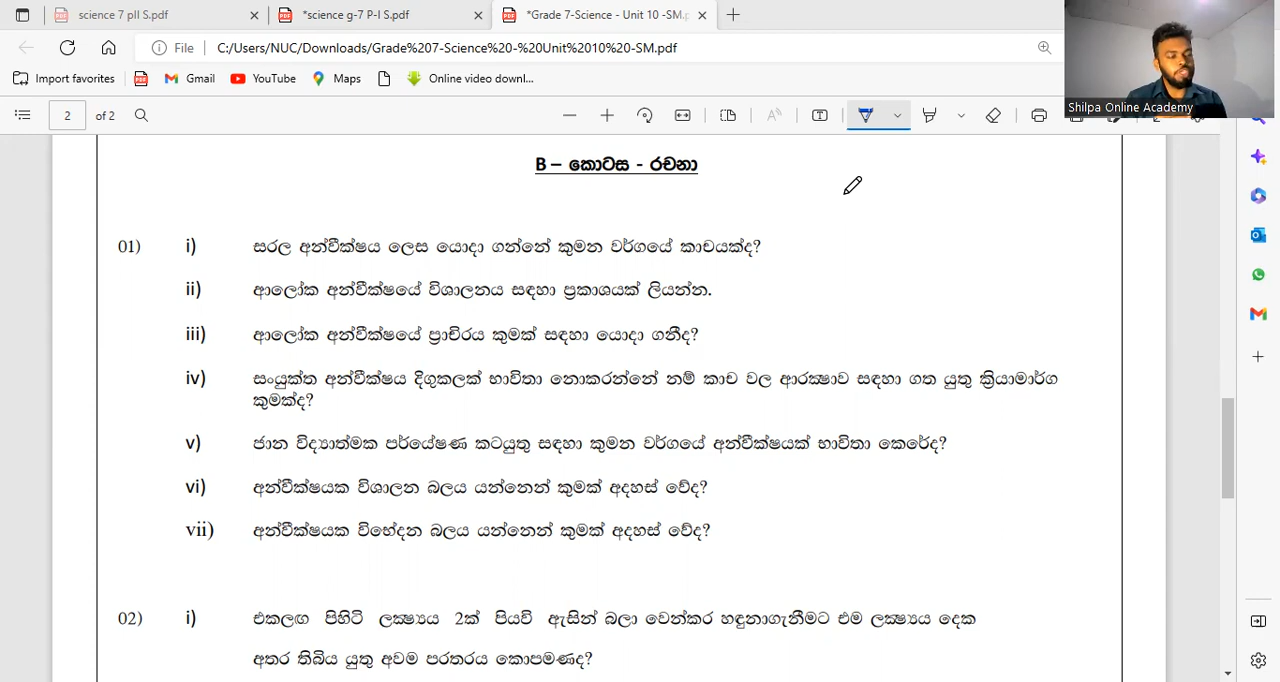 science 7 pII S.pdf
*science g-7 P-I S.pdf
*Grade 7-Science - Unit 10 -SM.p
File
C:/Users/NUC/Downloads/Grade%207-Science%20-%20Unit%2010%20-SM.pdf
Import favorites
Gmail
YouTube
Maps
Online video downl...
Shilpa Online Academy
2 of 2
B – කොටස - රචනා
01) i) සරල අන්වීක්ෂය ලෙස යොදා ගන්නේ කුමන වර්ගයේ කාචයක්ද?
ii) ආලෝක අන්වීක්ෂයේ විශාලනය සඳහා ප්‍රකාශයක් ලියන්න.
iii) ආලෝක අන්වීක්ෂයේ ප්‍රාචීරය කුමක් සඳහා යොදා ගනීද?
iv) සංයුක්ත අන්වීක්ෂය දිගුකලක් භාවිතා නොකරන්නේ නම් කාච වල ආරක්‍ෂාව සඳහා ගත යුතු ක්‍රියාමාර්ග
කුමක්ද?
v) ජාන විද්‍යාත්මක පර්යේෂණ කටයුතු සඳහා කුමන වර්ගයේ අන්වීක්ෂයක් භාවිතා කෙරේද?
vi) අන්වීක්ෂයක විශාලන බලය යන්නෙන් කුමක් අදහස් වේද?
vii) අන්වීක්ෂයක විභේදන බලය යන්නෙන් කුමක් අදහස් වේද?
02) i) එකලඟ පිහිටි ලක්‍ෂ්‍යය 2ක් පියවි ඇසින් බලා වෙන්කර හඳුනාගැනීමට එම ලක්‍ෂ්‍යය දෙක
අතර තිබිය යුතු අවම පරතරය කොපමණද?